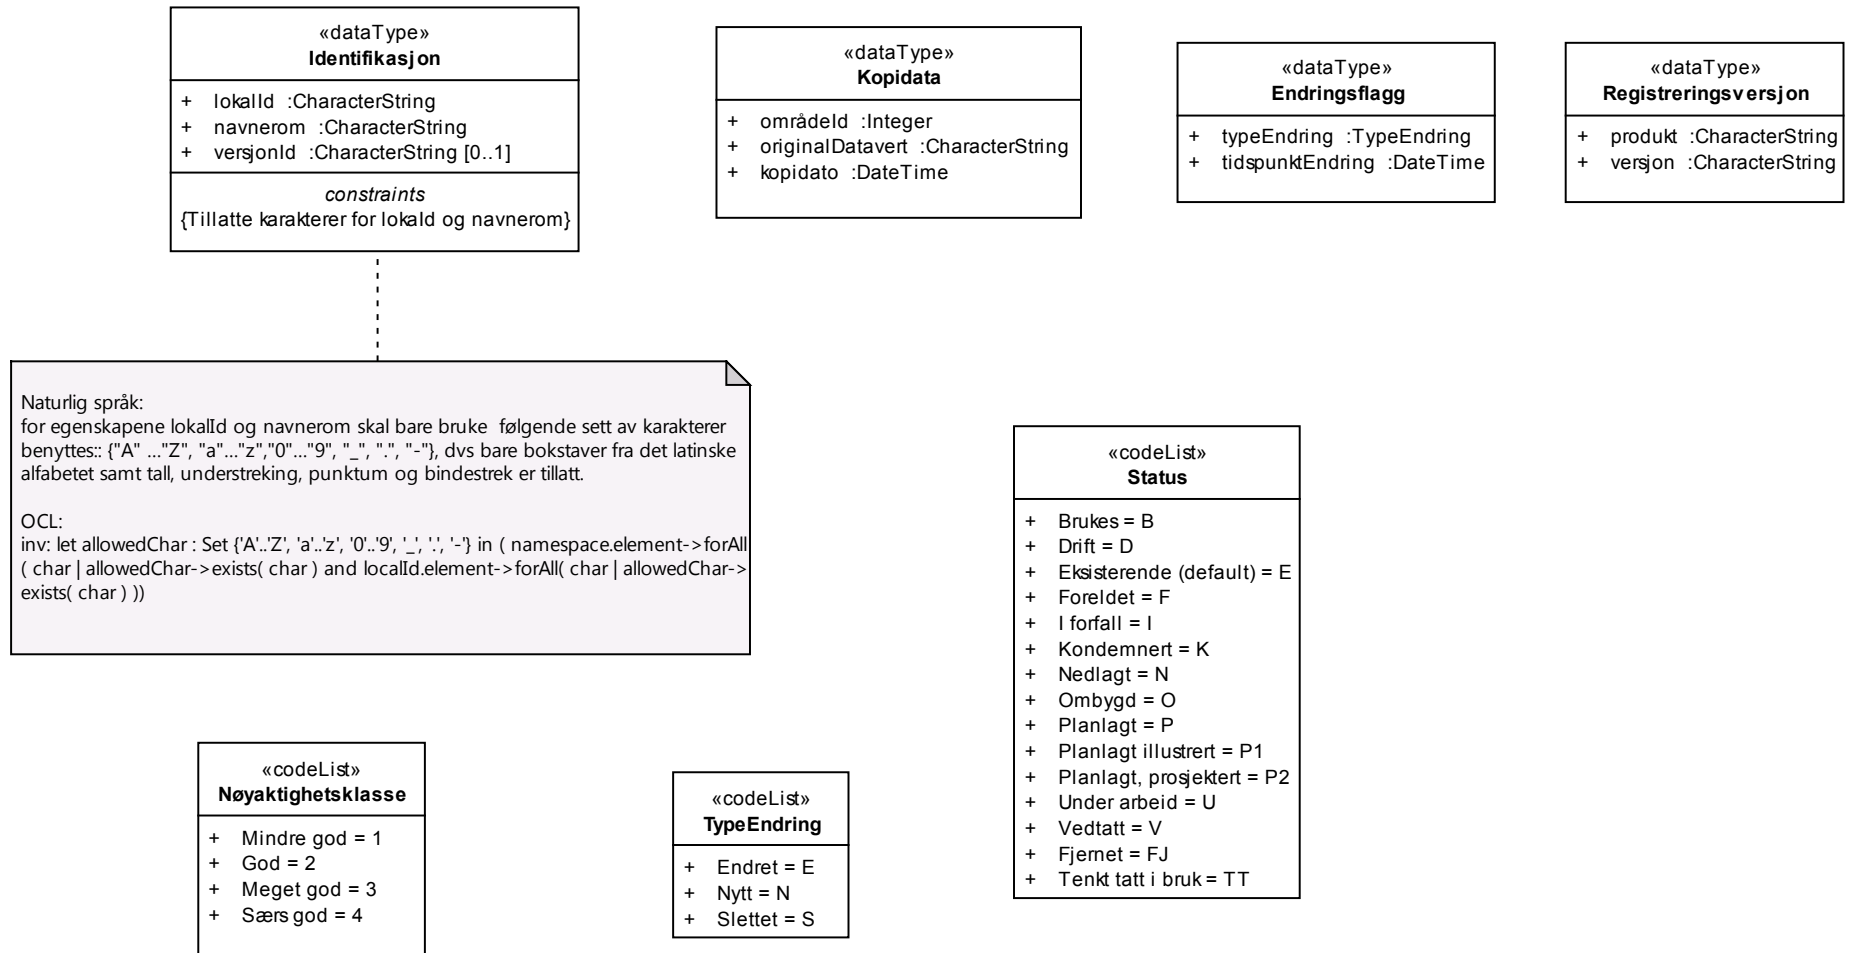 «dataType»
Identifikasjon
+ lokalId :CharacterString
+ navnerom :CharacterString
+ versjonId :CharacterString [0..1]
constraints
{Tillatte karakterer for lokaId og navnerom}
«dataType»
Kopidata
+ områdeId :Integer
+ originalDatavert :CharacterString
+ kopidato :DateTime
«dataType»
Endringsflagg
+ typeEndring :TypeEndring
+ tidspunktEndring :DateTime
«dataType»
Registreringsversjon
+ produkt :CharacterString
+ versjon :CharacterString
Naturlig språk:
for egenskapene lokalId og navnerom skal bare bruke følgende sett av karakterer
benyttes:: {"A" ..."Z", "a"..."z","0"..."9", "_", ".", "-"}, dvs bare bokstaver fra det latinske
alfabetet samt tall, understreking, punktum og bindestrek er tillatt.
OCL:
inv: let allowedChar : Set {'A'..'Z', 'a'..'z', '0'..'9', '_', '.', '-'} in ( namespace.element->forAll
( char | allowedChar->exists( char ) and localId.element->forAll( char | allowedChar->
exists( char ) ))
«codeList»
Status
+ Brukes = B
+ Drift = D
+ Eksisterende (default) = E
+ Foreldet = F
+ I forfall = I
+ Kondemnert = K
+ Nedlagt = N
+ Ombygd = O
+ Planlagt = P
+ Planlagt illustrert = P1
+ Planlagt, prosjektert = P2
+ Under arbeid = U
+ Vedtatt = V
+ Fjernet = FJ
+ Tenkt tatt i bruk = TT
«codeList»
Nøyaktighetsklasse
+ Mindre god = 1
+ God = 2
+ Meget god = 3
+ Særs god = 4
«codeList»
TypeEndring
+ Endret = E
+ Nytt = N
+ Slettet = S